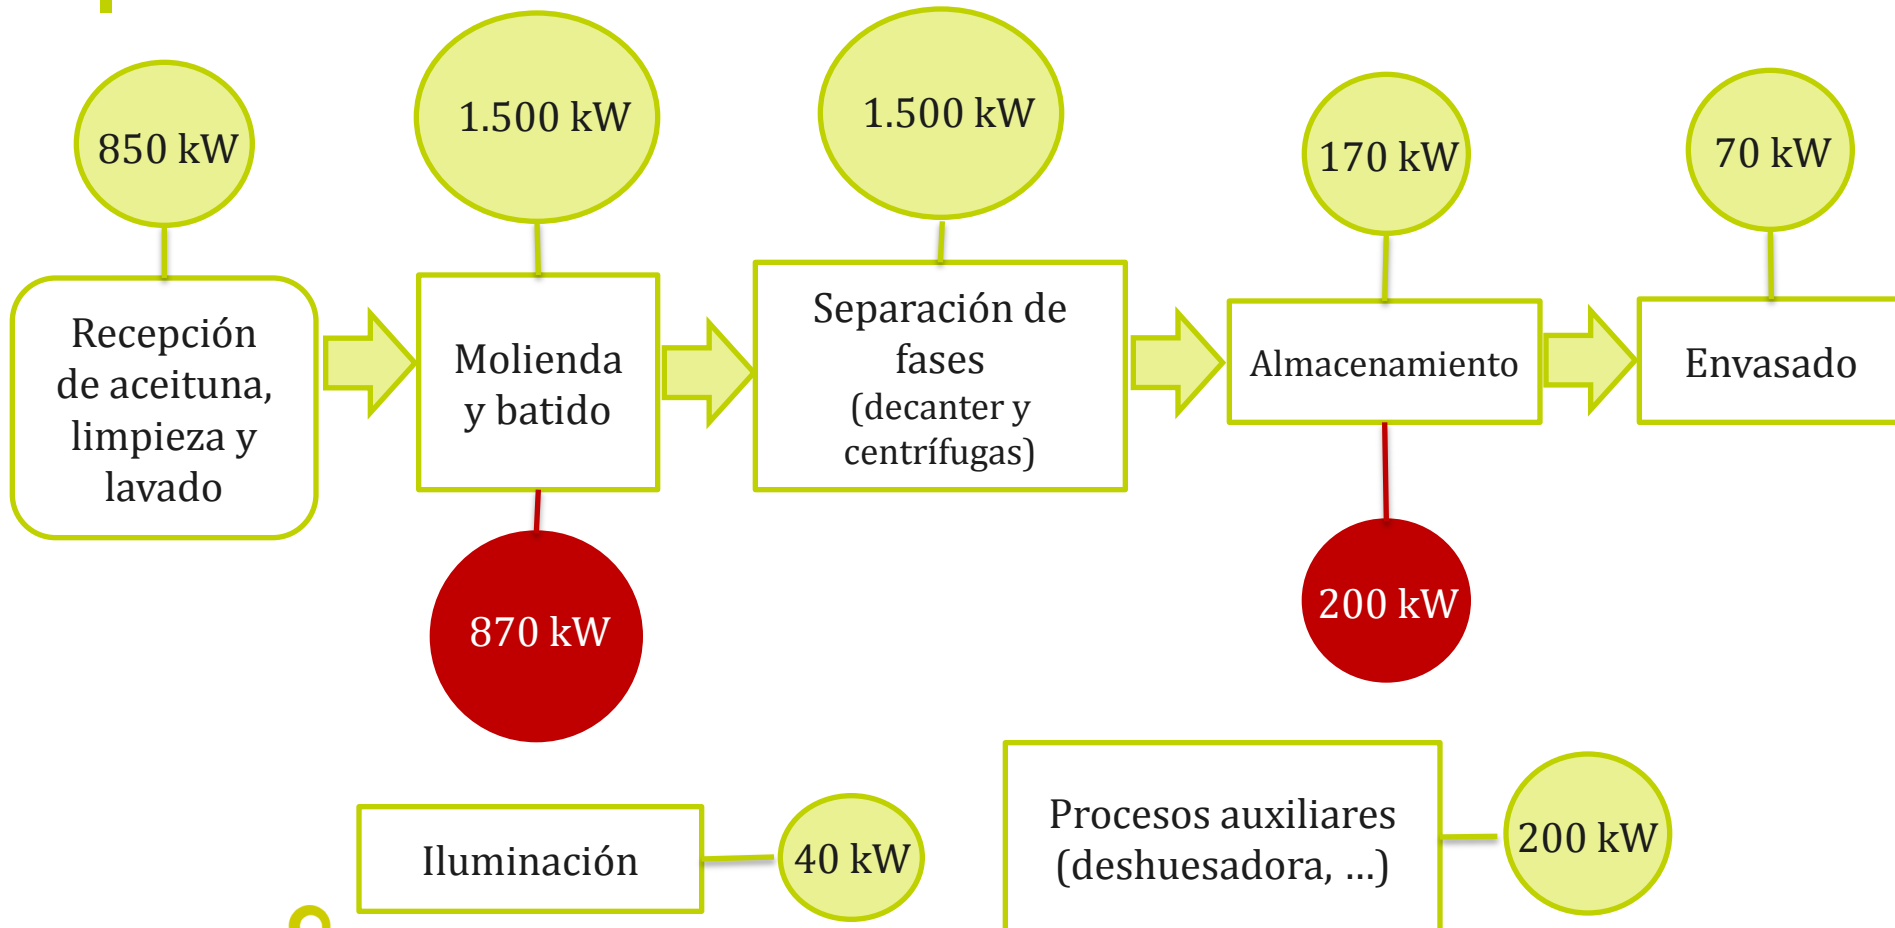 850 kW
1.500 kW
1.500 kW
170 kW
70 kW
Recepción
de aceituna,
limpieza y
lavado
Molienda
y batido
Separación de
fases
(decanter y
centrífugas)
Almacenamiento
Envasado
870 kW
200 kW
Iluminación
40 kW
Procesos auxiliares
(deshuesadora, ...)
200 kW